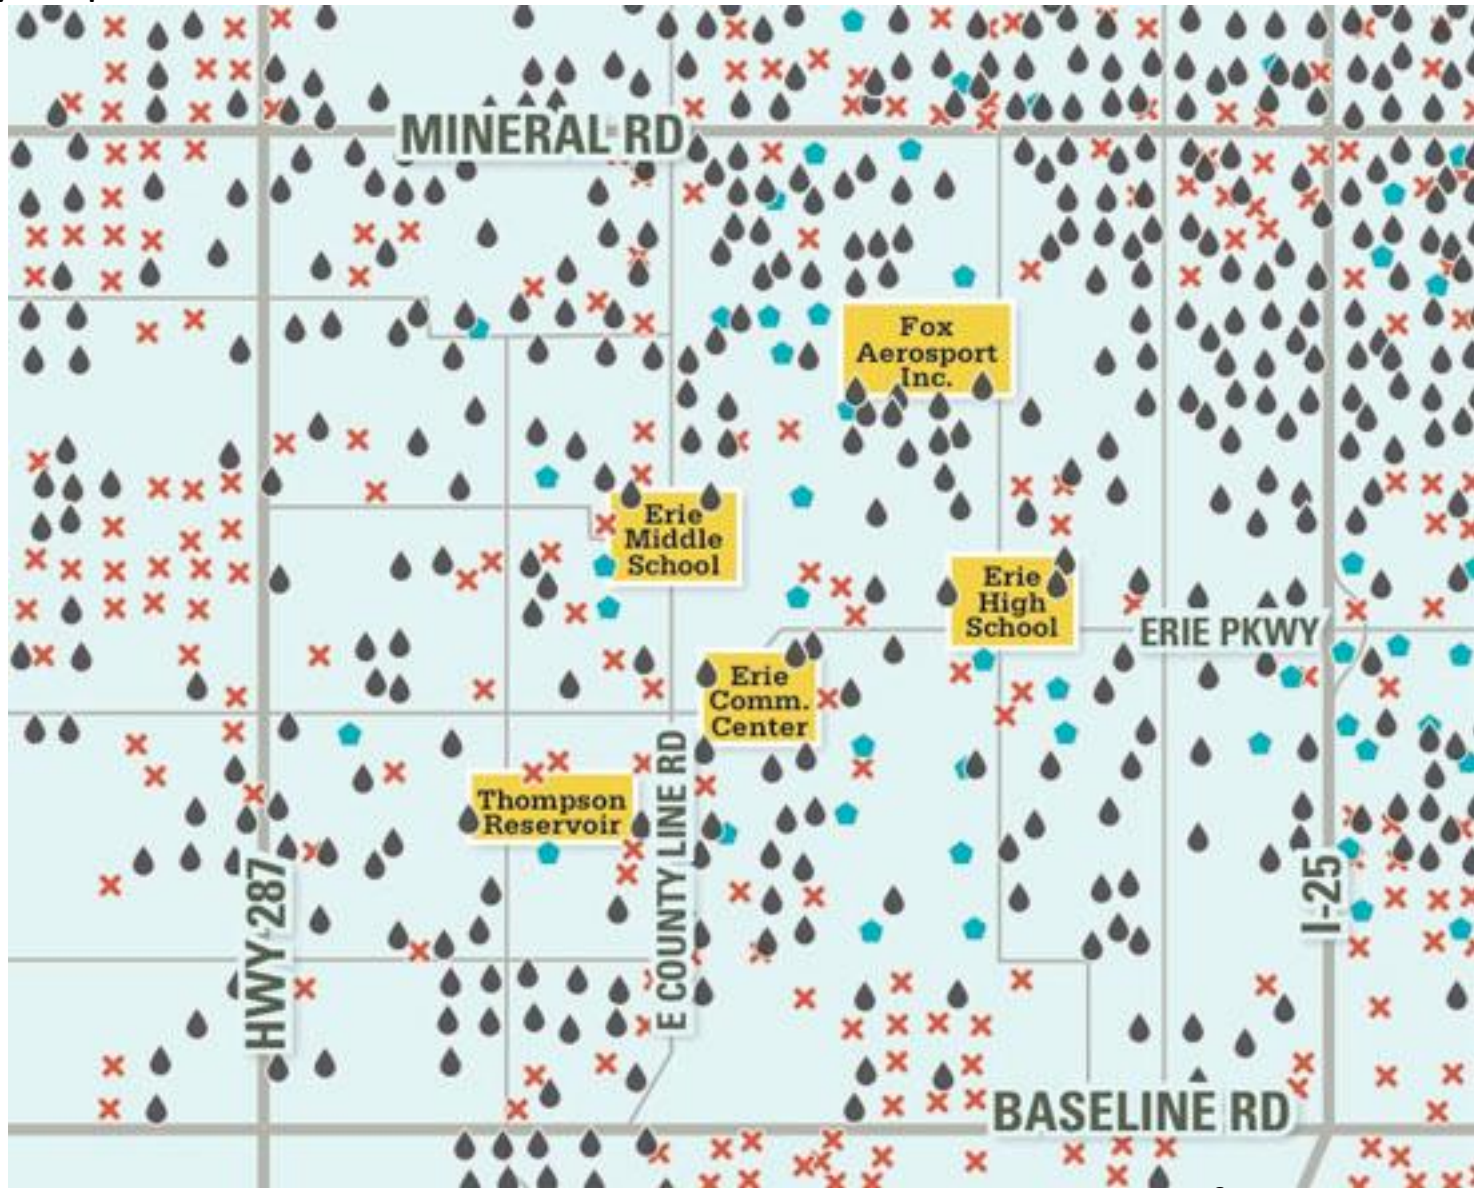 MINERAL RD
Fox
Aerosport
Inc.
Erie
Middle
School
Erie
High
School
ERIE PKWY
Erie
Comm.
Center
Thompson
Reservoir
E COUNTY LINE RD
HWY 287
I-25
BASELINE RD